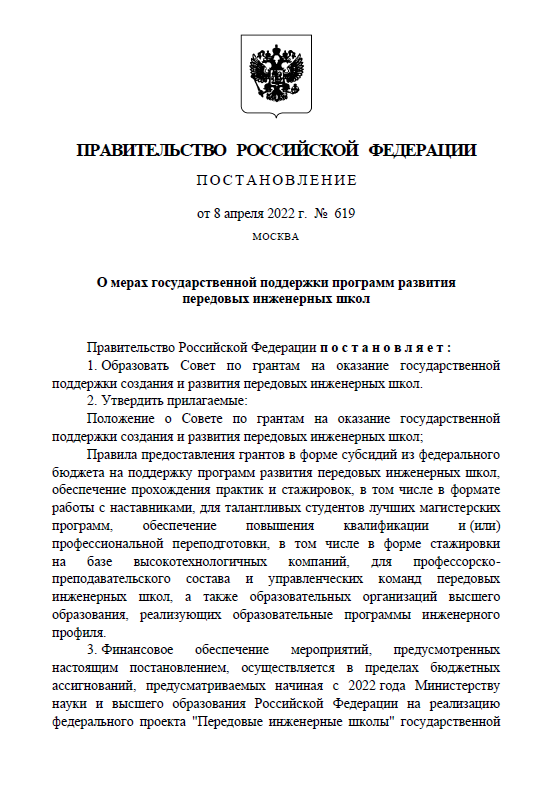 ПРАВИТЕЛЬСТВО РОССИЙСКОЙ ФЕДЕРАЦИИ
ПОСТАНОВЛЕНИЕ
от 8 апреля 2022 г. № 619
МОСКВА
О мерах государственной поддержки программ развития
передовых инженерных школ
Правительство Российской Федерации постановляет:
1. Образовать Совет по грантам на оказание государственной
поддержки создания и развития передовых инженерных школ.
2. Утвердить прилагаемые:
Положение о Совете по грантам на оказание государственной
поддержки создания и развития передовых инженерных школ;
Правила предоставления грантов в форме субсидий из федерального
бюджета на поддержку программ развития передовых инженерных школ,
обеспечение прохождения практик и стажировок, в том числе в формате
работы с наставниками, для талантливых студентов лучших магистерских
программ, обеспечение повышения квалификации и (или)
профессиональной переподготовки, в том числе в форме стажировки
на базе высокотехнологичных компаний, для профессорско-
преподавательского состава и управленческих команд передовых
инженерных школ, а также образовательных организаций высшего
образования, реализующих образовательные программы инженерного
профиля.
3. Финансовое обеспечение мероприятий, предусмотренных
настоящим постановлением, осуществляется в пределах бюджетных
ассигнований, предусматриваемых начиная с 2022 года Министерству
науки и высшего образования Российской Федерации на реализацию
федерального проекта "Передовые инженерные школы" государственной